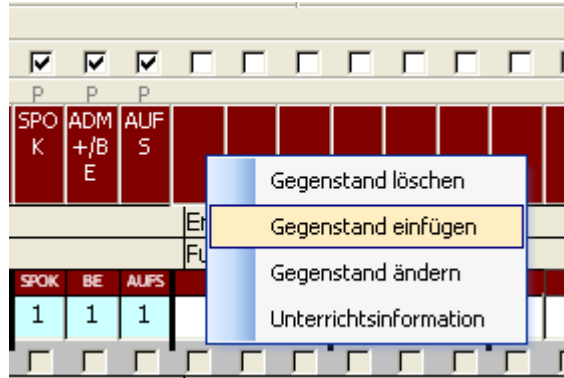 P P P
SPO ADM AUF
K +/B S
E
Gegenstand löschen
Gegenstand einfügen
Gegenstand ändern
Unterrichtsinformation
SPOK BE AUFS
1 1 1